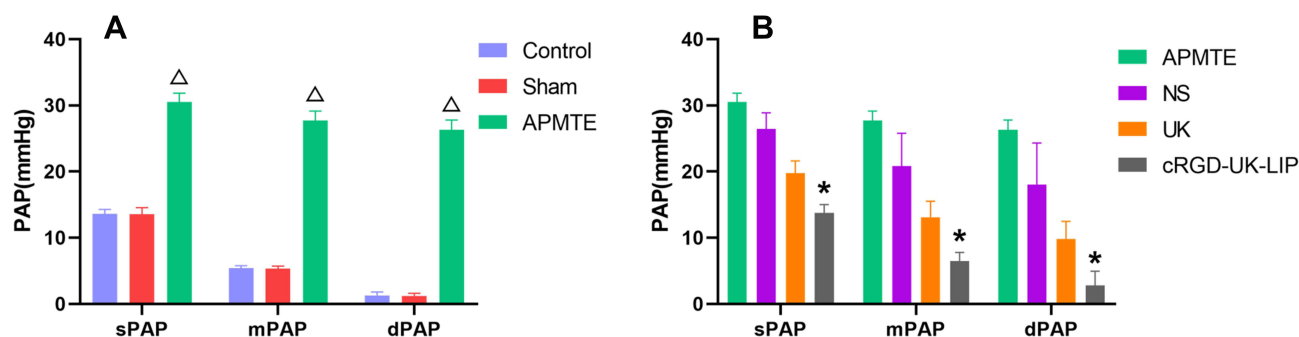 A
40
30
20
10
0
PAP(mmHg)
△
△
△
sPAP
mPAP
dPAP
Control
Sham
APMTE
B
40
30
20
10
0
PAP(mmHg)
*
*
*
sPAP
mPAP
dPAP
APMTE
NS
UK
cRGD-UK-LIP